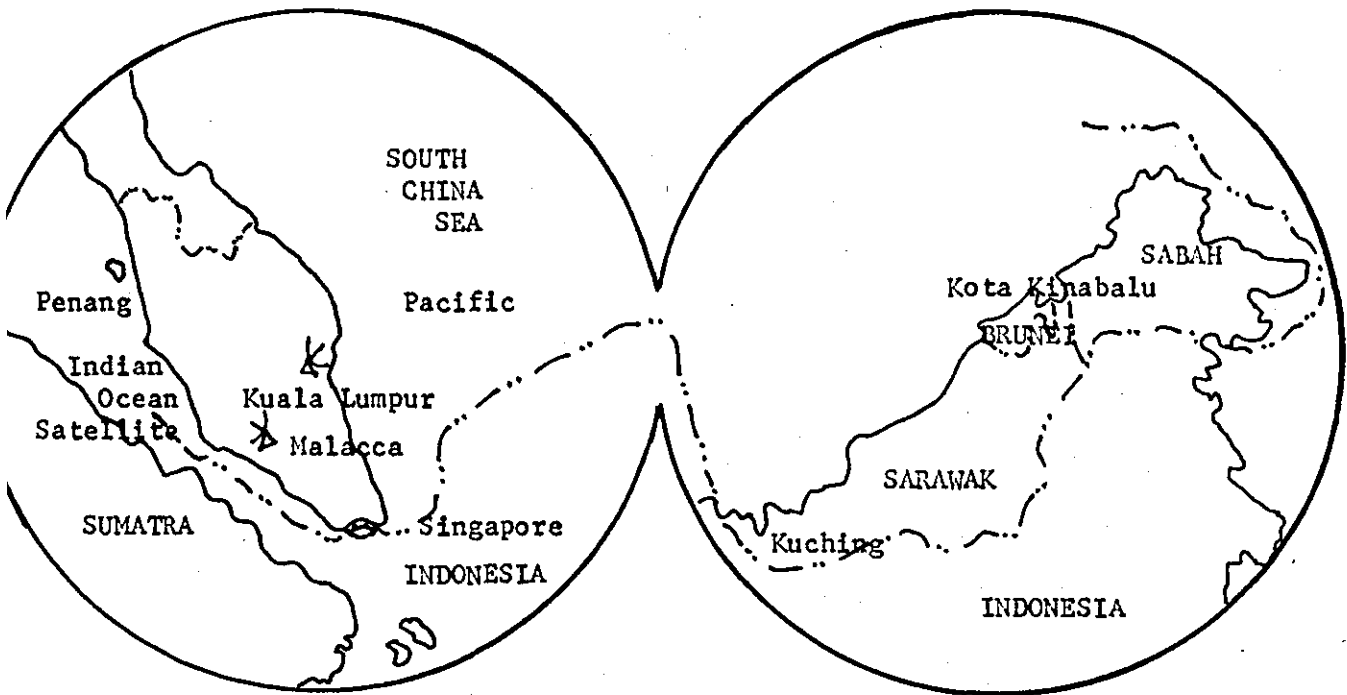 SOUTH
CHINA
SEA
Penang
Pacific
Indian
Ocean
Satellite
Kuala Lumpur
Malacca
SUMATRA
Singapore
INDONESIA
SABAH
Kota Kinabalu
BRUNEI
SARAWAK
Kuching
INDONESIA